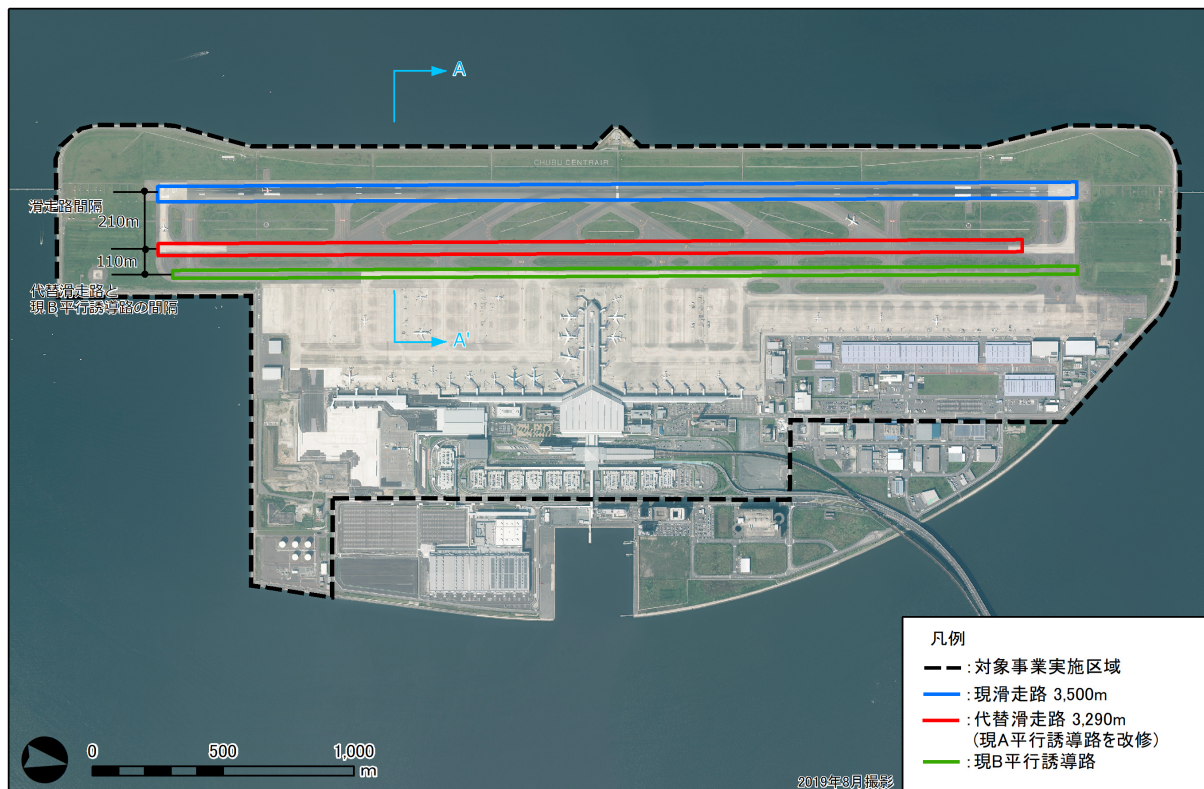 A
CHUBU CENTRAIR
滑走路間隔
210m
110m
代替滑走路と
現B平行誘導路の間隔
A'
凡例
:対象事業実施区域
:現滑走路 3,500m
:代替滑走路 3,290m
(現A平行誘導路を改修)
:現B平行誘導路
0 500 1,000
m
2019年8月撮影